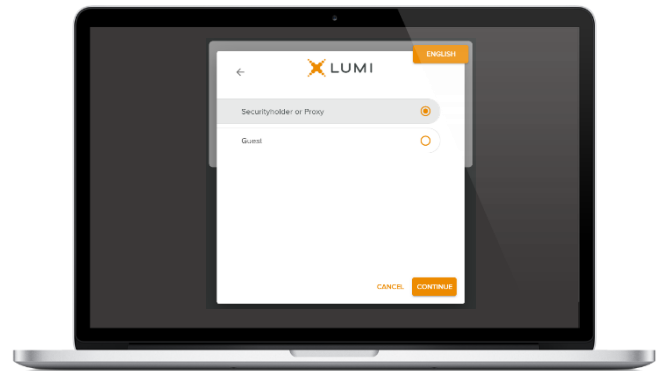 ENGLISH
LUMI
Securityholder or Proxy
Guest
CANCEL
CONTINUE